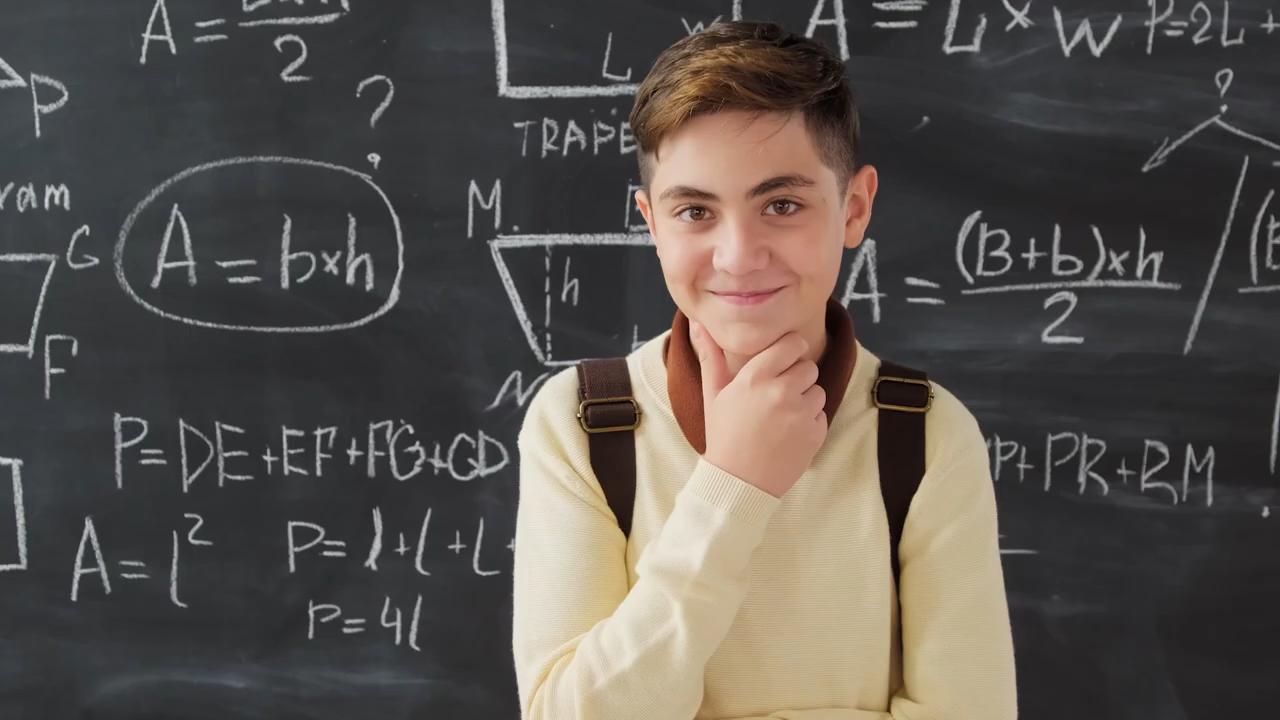 A =
2
L
A = L × W
P=2L +
P
?
?
TRAPE
ram
G
M
A = b×h
h
A = (B+b)×h
2
F
N
P= DE+EF+FG+GD
P+PR+RM
A = l²
P= l+l+L+
P= 4l